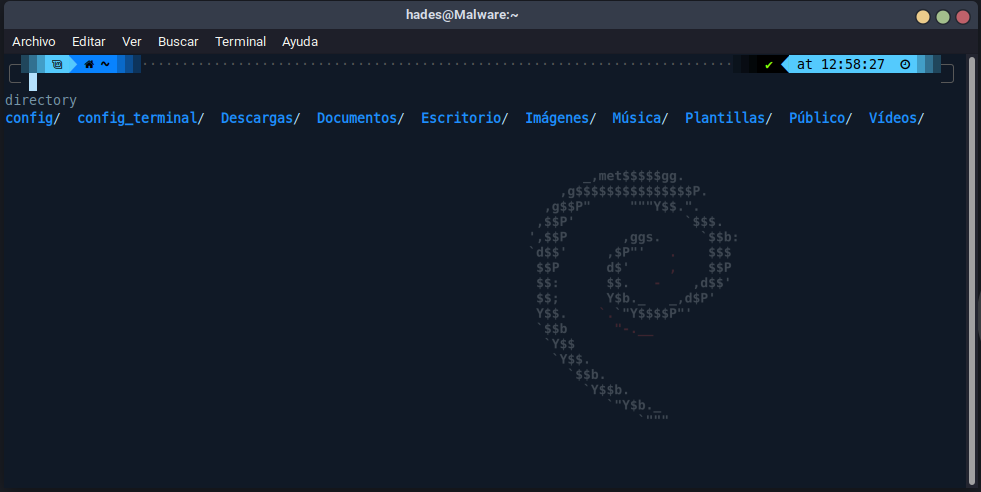 hades@Malware:~
Archivo Editar Ver Buscar Terminal Ayuda
~ ✔ at 12:58:27
directory
config/ config_terminal/ Descargas/ Documentos/ Escritorio/ Imágenes/ Música/ Plantillas/ Público/ Vídeos/
_,met$$$$$gg.
,g$$$$$$$$$$$$$$$P.
,g$$P"     """Y$$.".
,$$P'              `$$$.
',$$P       ,ggs.     `$$b:
`d$$'     ,$P"'   .    $$$
$$P      d$'     ,    $$P
$$:      $$.   -    ,d$$'
$$;      Y$b._   _,d$P'
Y$$.    `.`"Y$$$$P"'
`$$b      "-.__
`Y$$
`Y$$.
`$$b.
`Y$$b.
`"Y$b._
`"""